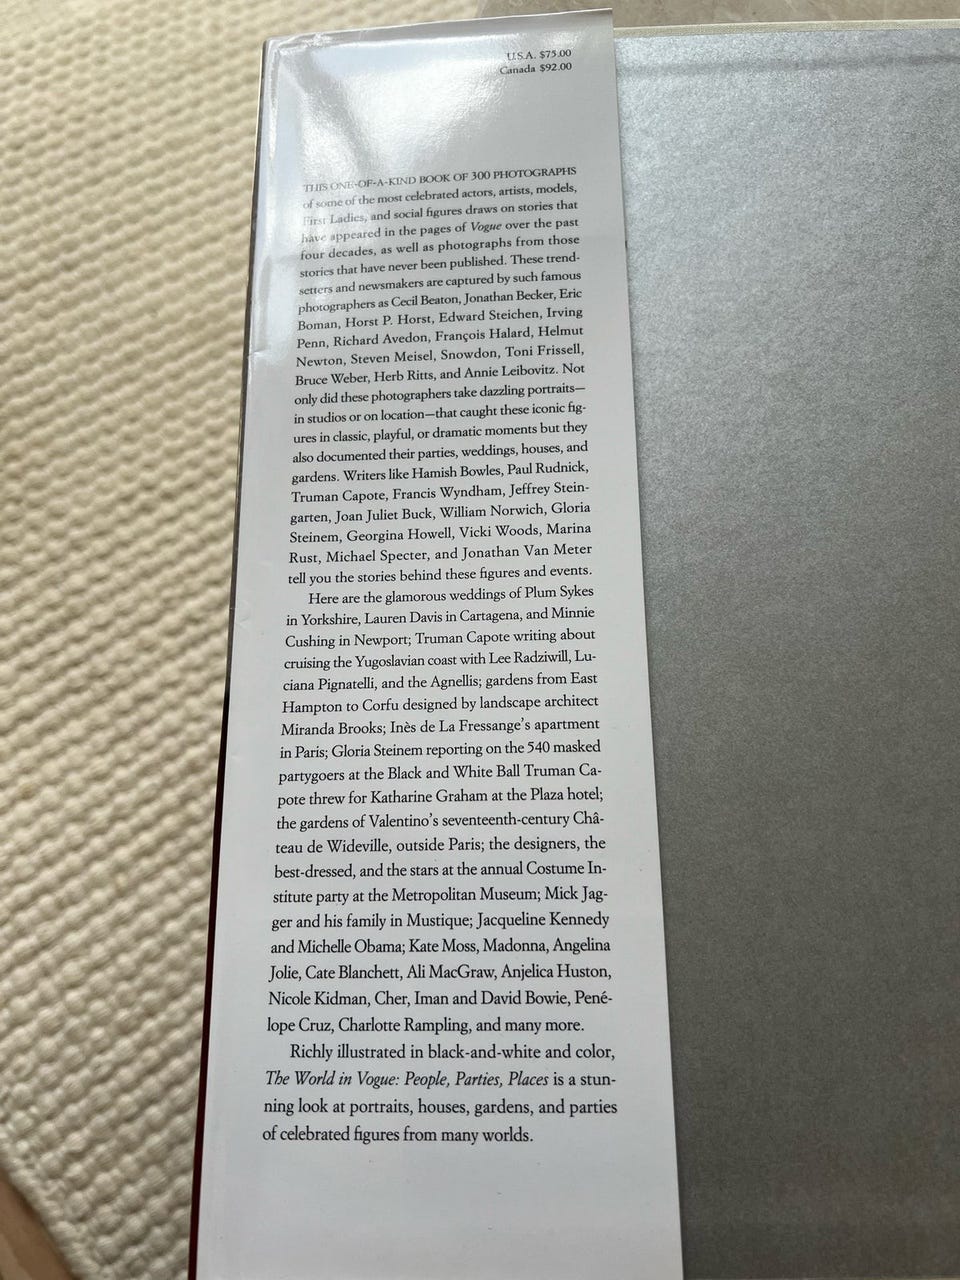 U.S.A. $75.00
Canada $92.00
THIS ONE-OF-A-KIND BOOK OF 300 PHOTOGRAPHS
of some of the most celebrated actors, artists, models,
First Ladies, and social figures draws on stories that
have appeared in the pages of Vogue over the past
four decades, as well as photographs from those
stories that have never been published. These trend-
setters and newsmakers are captured by such famous
photographers as Cecil Beaton, Jonathan Becker, Eric
Boman, Horst P. Horst, Edward Steichen, Irving
Penn, Richard Avedon, François Halard, Helmut
Newton, Steven Meisel, Snowdon, Toni Frissell,
Bruce Weber, Herb Ritts, and Annie Leibovitz. Not
only did these photographers take dazzling portraits—
in studios or on location—that caught these iconic fig-
ures in classic, playful, or dramatic moments but they
also documented their parties, weddings, houses, and
gardens. Writers like Hamish Bowles, Paul Rudnick,
Truman Capote, Francis Wyndham, Jeffrey Stein-
garten, Joan Juliet Buck, William Norwich, Gloria
Steinem, Georgina Howell, Vicki Woods, Marina
Rust, Michael Specter, and Jonathan Van Meter
tell you the stories behind these figures and events.
Here are the glamorous weddings of Plum Sykes
in Yorkshire, Lauren Davis in Cartagena, and Minnie
Cushing in Newport; Truman Capote writing about
cruising the Yugoslavian coast with Lee Radziwill, Lu-
ciana Pignatelli, and the Agnellis; gardens from East
Hampton to Corfu designed by landscape architect
Miranda Brooks; Inès de La Fressange's apartment
in Paris; Gloria Steinem reporting on the 540 masked
partygoers at the Black and White Ball Truman Ca-
pote threw for Katharine Graham at the Plaza hotel;
the gardens of Valentino's seventeenth-century Châ-
teau de Wideville, outside Paris; the designers, the
best-dressed, and the stars at the annual Costume In-
stitute party at the Metropolitan Museum; Mick Jag-
ger and his family in Mustique; Jacqueline Kennedy
and Michelle Obama; Kate Moss, Madonna, Angelina
Jolie, Cate Blanchett, Ali MacGraw, Anjelica Huston,
Nicole Kidman, Cher, Iman and David Bowie, Pené-
lope Cruz, Charlotte Rampling, and many more.
Richly illustrated in black-and-white and color,
The World in Vogue: People, Parties, Places is a stun-
ning look at portraits, houses, gardens, and parties
of celebrated figures from many worlds.